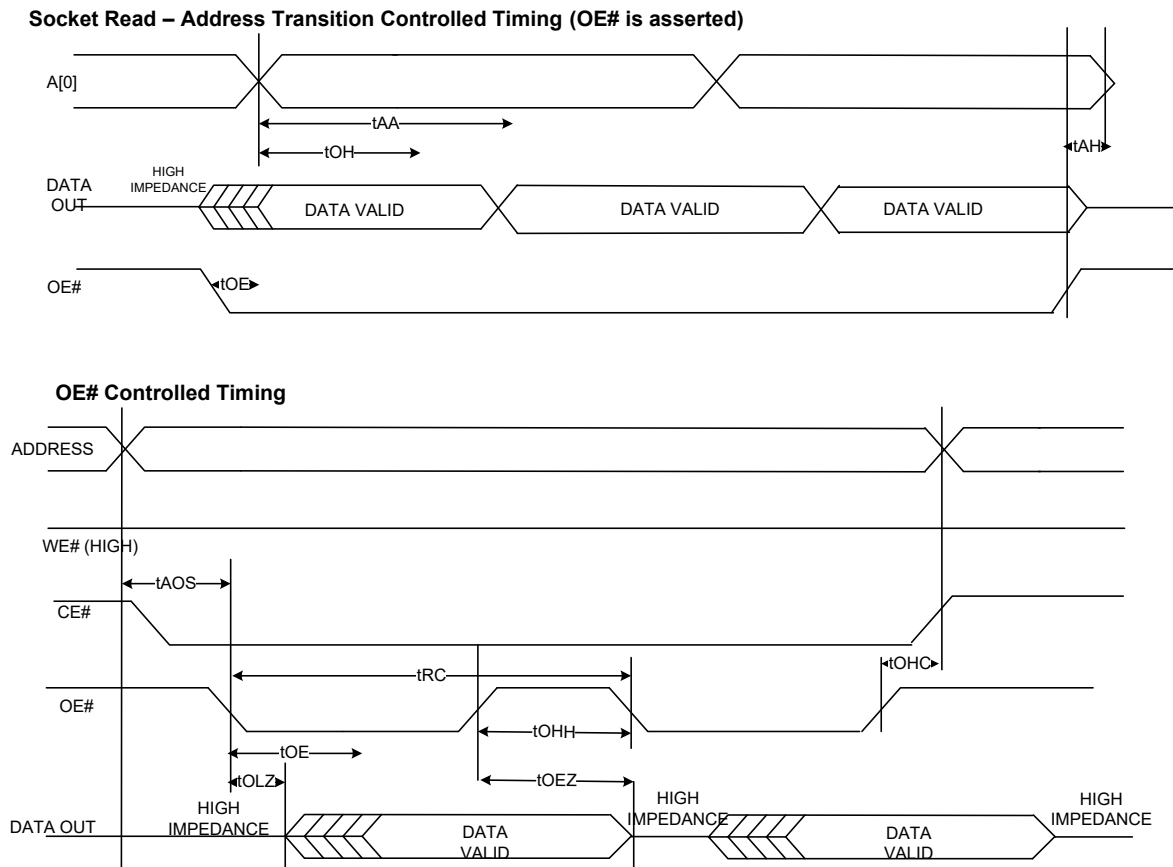 Socket Read – Address Transition Controlled Timing (OE# is asserted)
A[0]
tAA
tAH
tOH
HIGH
IMPEDANCE
DATA
OUT
DATA VALID
DATA VALID
DATA VALID
tOE
OE#
OE# Controlled Timing
ADDRESS
WE# (HIGH)
tAOS
CE#
tRC
tOHC
OE#
tOHH
tOE
tOEZ
tOLZ
HIGH
IMPEDANCE
HIGH
IMPEDANCE
HIGH
IMPEDANCE
DATA OUT
DATA
VALID
DATA
VALID